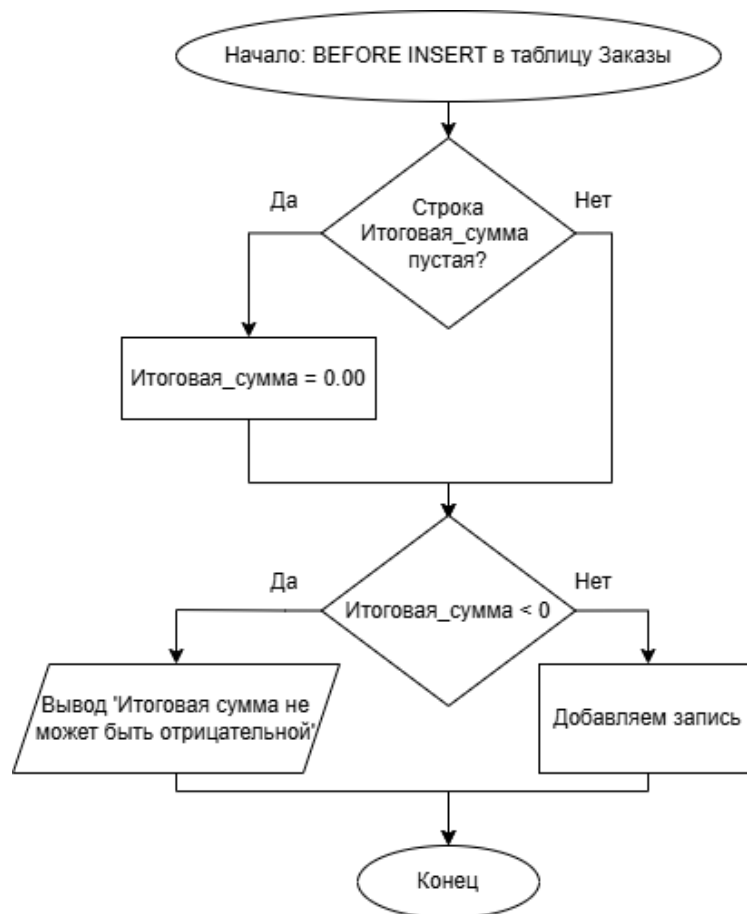 Начало: BEFORE INSERT в таблицу Заказы
Да
Нет
Строка
Итоговая_сумма
пустая?
Итоговая_сумма = 0.00
Да
Нет
Итоговая_сумма < 0
Вывод 'Итоговая сумма не
может быть отрицательной'
Добавляем запись
Конец